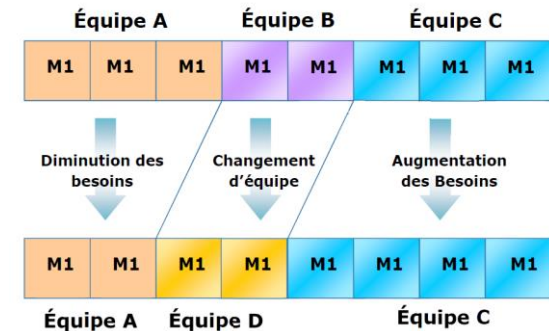 Équipe A Équipe B Équipe C
M1 M1 M1 M1 M1 M1 M1 M1
Diminution des
besoins
Changement
d'équipe
Augmentation
des Besoins
M1 M1 M1 M1 M1 M1 M1 M1
Équipe A Équipe D Équipe C